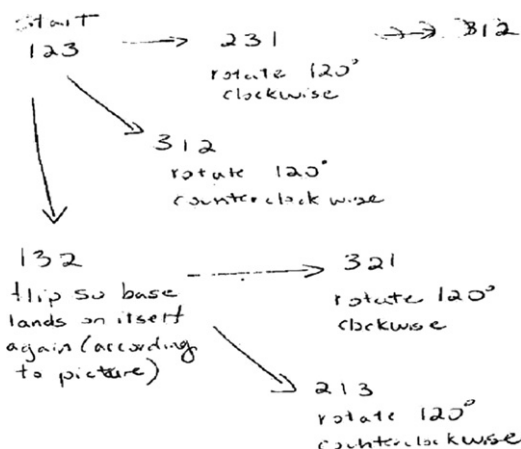 start
123
231
312
rotate 120°
clockwise
312
rotate 120°
counterclockwise
132
flip so base
lands on itself
again (according
to picture)
321
rotate 120°
clockwise
213
rotate 120°
counterclockwise